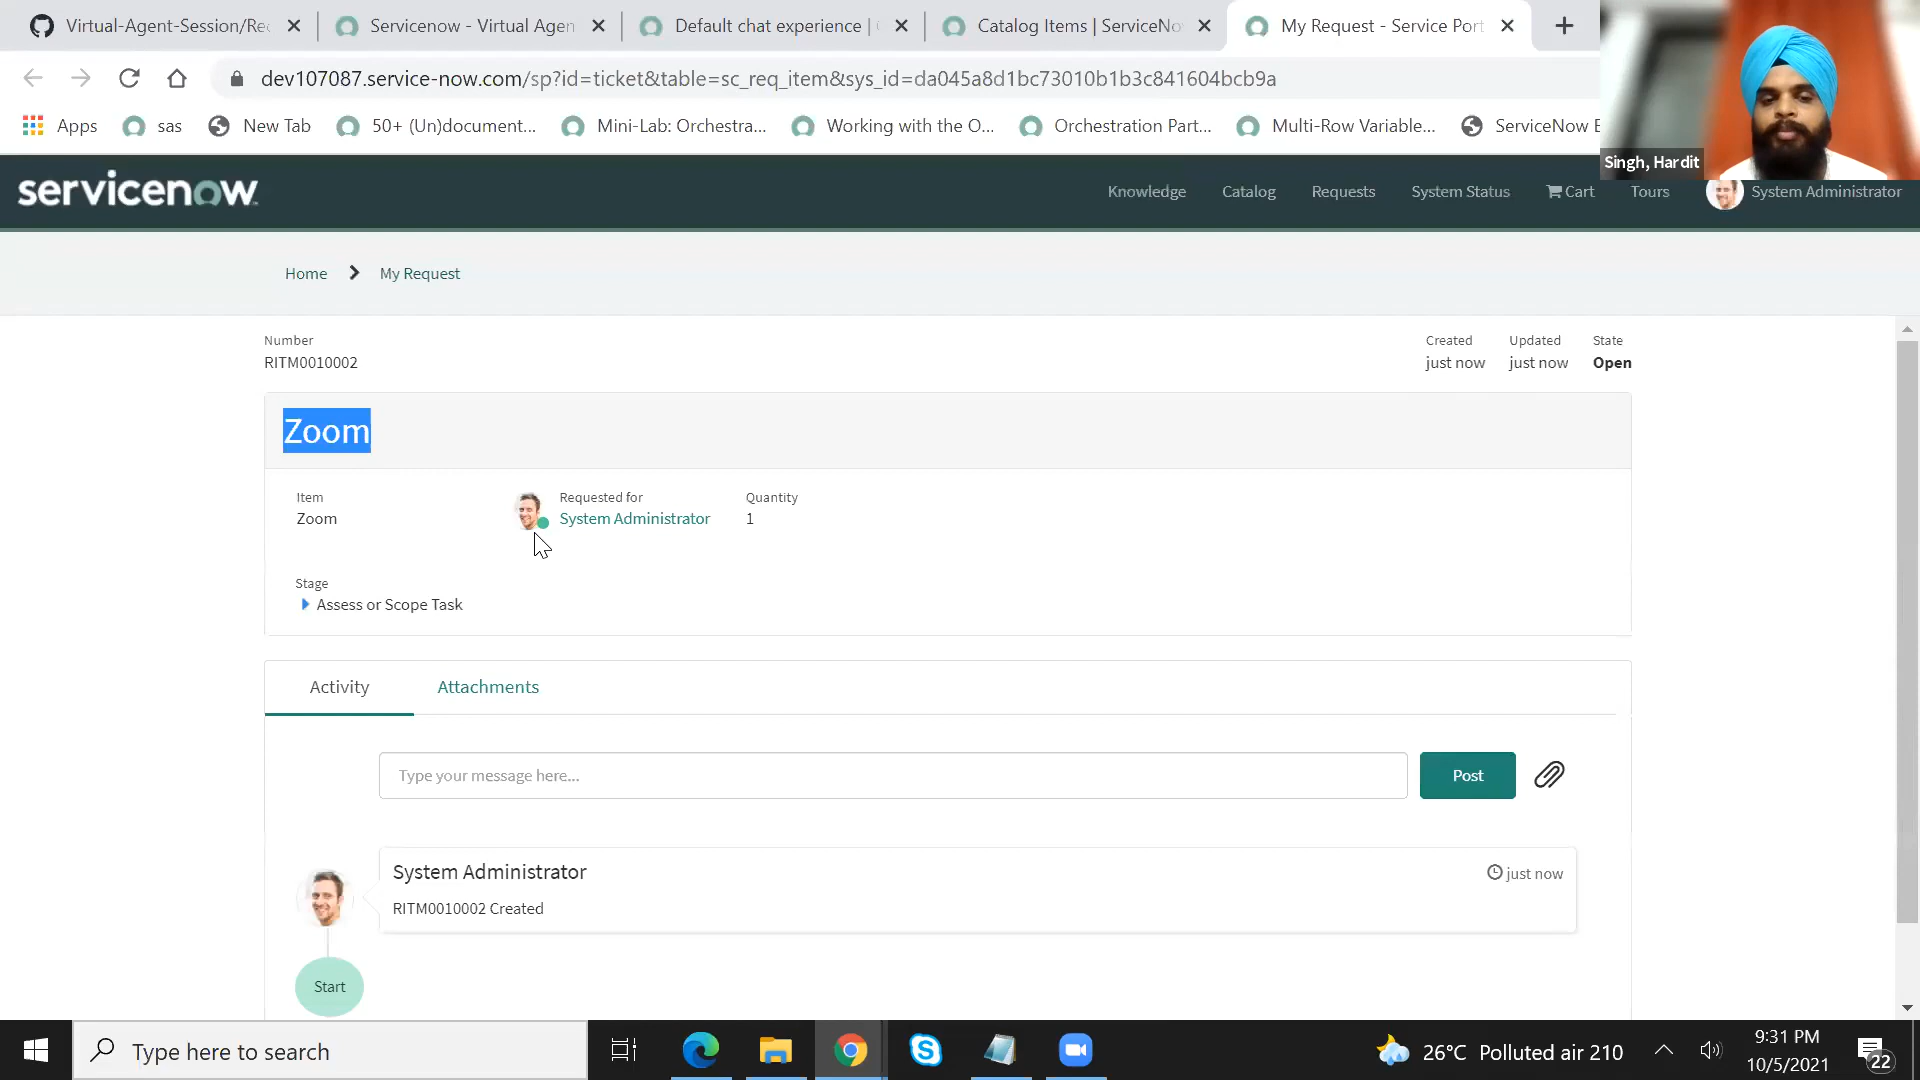 Virtual-Agent-Session/Rec
Servicenow - Virtual Agen
Default chat experience |
Catalog Items | ServiceNo
My Request - Service Port
dev107087.service-now.com/sp?id=ticket&table=sc_req_item&sys_id=da045a8d1bc73010b1b3c841604bcb9a
Apps
sas
New Tab
50+ (Un)document...
Mini-Lab: Orchestra...
Working with the O...
Orchestration Part...
Multi-Row Variable...
ServiceNow E
Singh, Hardit
servicenow
Knowledge
Catalog
Requests
System Status
Cart
Tours
System Administrator
Home
My Request
Number
RITM0010002
Created
just now
Updated
just now
State
Open
Zoom
Item
Zoom
Requested for
System Administrator
Quantity
1
Stage
Assess or Scope Task
Activity
Attachments
Type your message here...
Post
System Administrator
just now
RITM0010002 Created
Start
Type here to search
26°C Polluted air 210
9:31 PM
10/5/2021
22